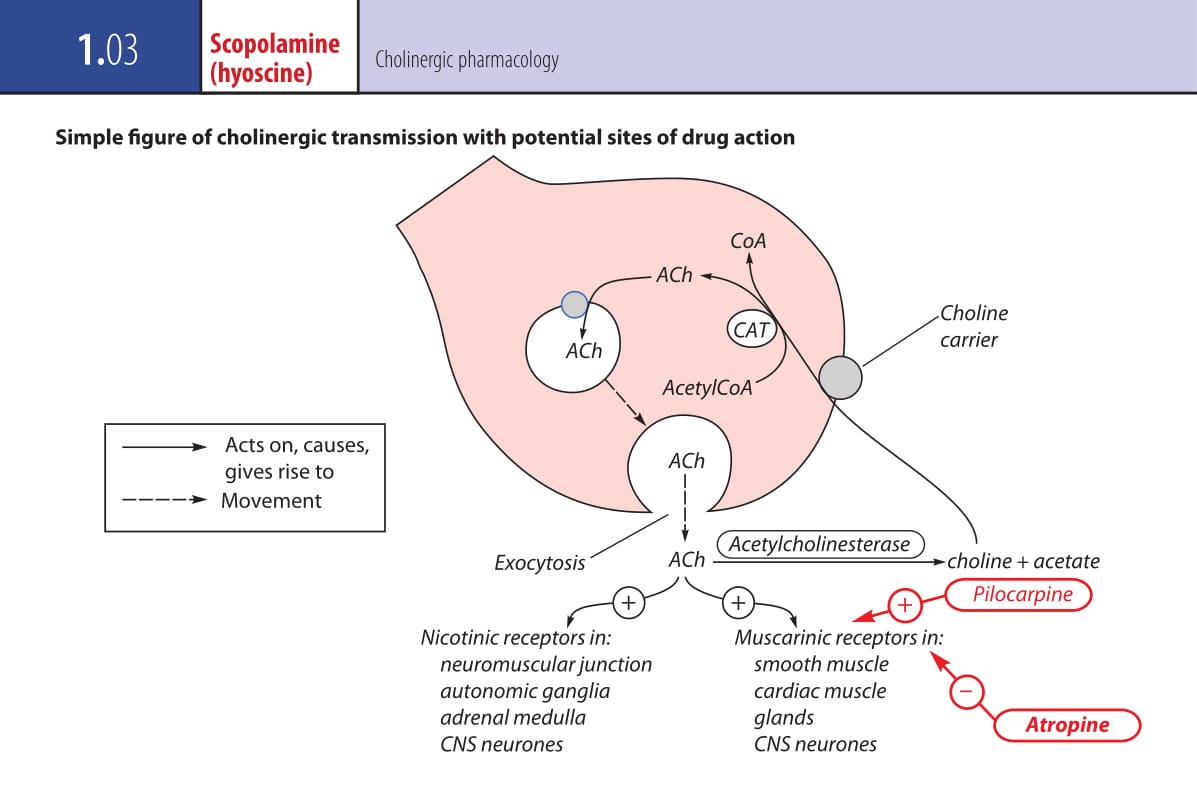 1.03
Scopolamine
(hyoscine)
Cholinergic pharmacology
Simple figure of cholinergic transmission with potential sites of drug action
CoA
ACh
CAT
ACh
AcetylCoA
Choline
carrier
Acts on, causes,
gives rise to
Movement
ACh
Exocytosis
ACh
Acetylcholinesterase
choline + acetate
Pilocarpine
+
+
+
Nicotinic receptors in:
neuromuscular junction
autonomic ganglia
adrenal medulla
CNS neurones
Muscarinic receptors in:
smooth muscle
cardiac muscle
glands
CNS neurones
−
Atropine